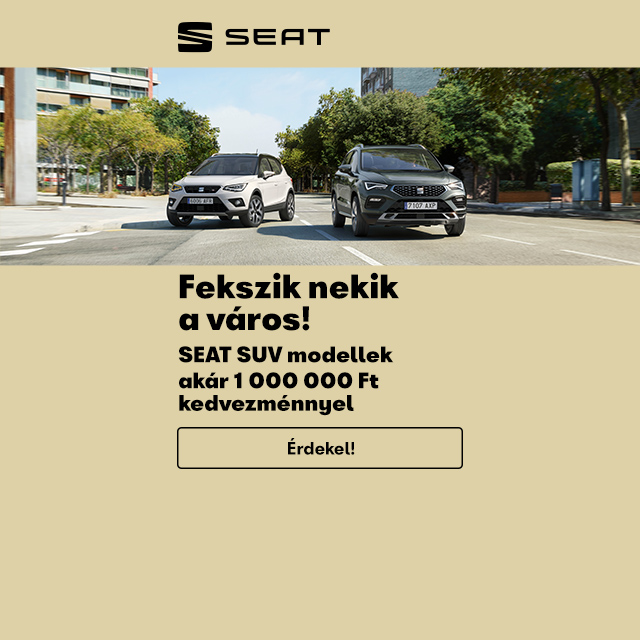 SEAT
Fekszik nekik
a város!
SEAT SUV modellek
akár 1 000 000 Ft
kedvezménnyel
Érdekel!